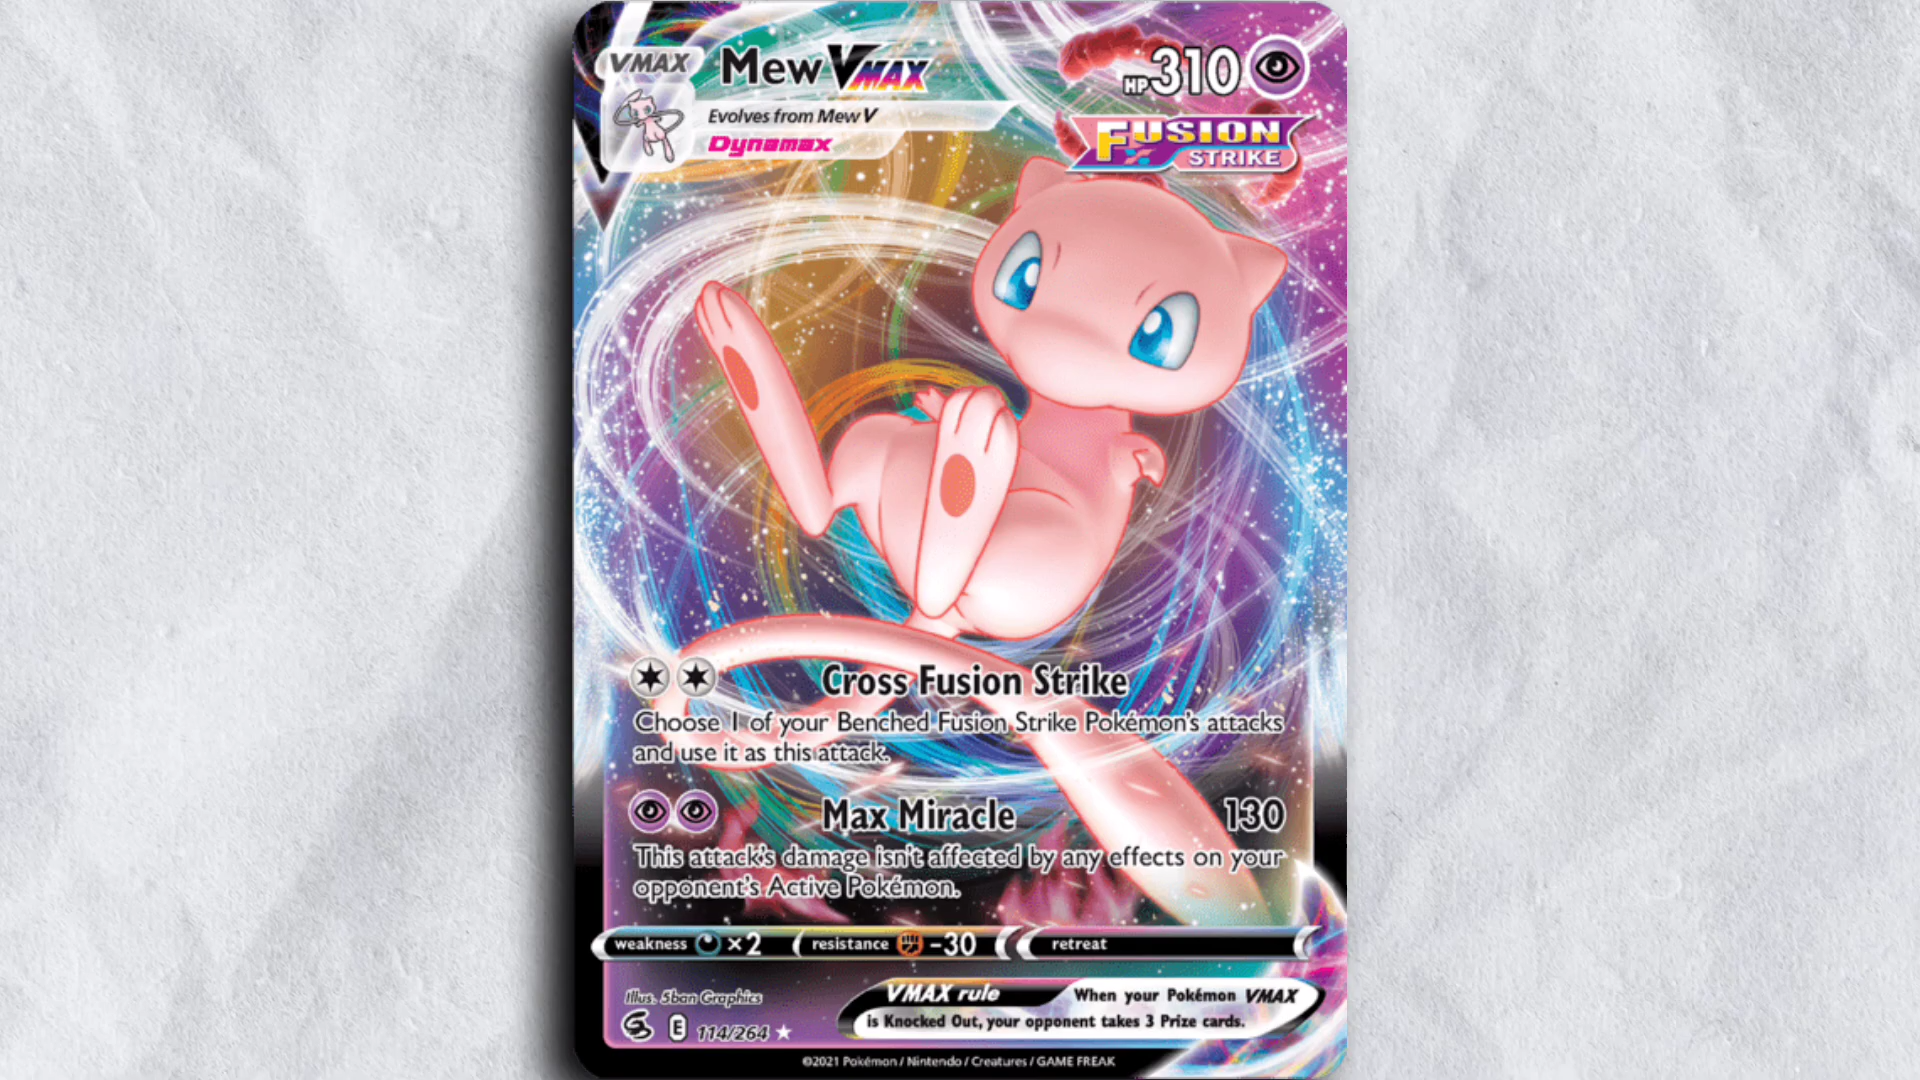 VMAX
Mew VMAX
HP 310
Evolves from Mew V
Dynamax
FUSION
STRIKE
Cross Fusion Strike
Choose 1 of your Benched Fusion Strike Pokémon's attacks
and use it as this attack.
Max Miracle 130
This attack's damage isn't affected by any effects on your
opponent's Active Pokémon.
weakness ×2 resistance -30 retreat
Illus. 5ban Graphics
VMAX rule When your Pokémon VMAX
is Knocked Out, your opponent takes 3 Prize cards.
E 114/264
©2021 Pokémon / Nintendo / Creatures / GAME FREAK